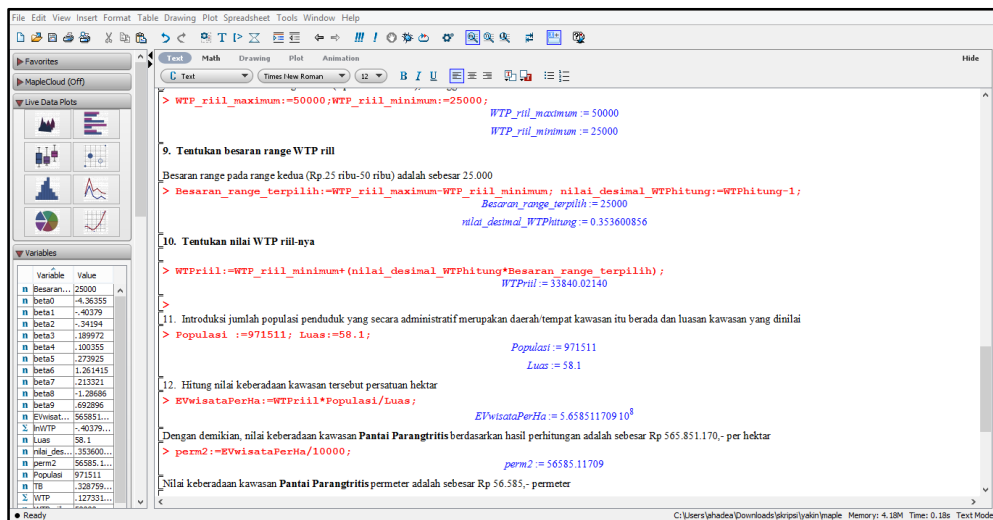 File Edit View Insert Format Table Drawing Plot Spreadsheet Tools Window Help
Text Math Drawing Plot Animation Hide
C Text Times New Roman 12 B I U
Favorites
MapleCloud (Off)
Live Data Plots
Variables
Variable Value
n Besaran... 25000
n beta0 -4.36355
n beta1 -.40379
n beta2 -.34194
n beta3 .189972
n beta4 .100355
n beta5 .273925
n beta6 1.261415
n beta7 .213321
n beta8 -1.28686
n beta9 .692896
n EVwisat... 565851...
Σ lnWTP -.40379...
n Luas 58.1
n nilai_des... .353600...
n perm2 56585.1...
n Populasi 971511
n TB .328759...
Σ WTP .127331...
> WTP_riil_maximum:=50000;WTP_riil_minimum:=25000;
WTP_riil_maximum := 50000
WTP_riil_minimum := 25000
9. Tentukan besaran range WTP rill
Besaran range pada range kedua (Rp.25 ribu-50 ribu) adalah sebesar 25.000
> Besaran_range_terpilih:=WTP_riil_maximum-WTP_riil_minimum; nilai_desimal_WTPhitung:=WTPhitung-1;
Besaran_range_terpilih := 25000
nilai_desimal_WTPhitung := 0.353600856
10. Tentukan nilai WTP riil-nya
> WTPriil:=WTP_riil_minimum+(nilai_desimal_WTPhitung*Besaran_range_terpilih);
WTPriil := 33840.02140
>
11. Introduksi jumlah populasi penduduk yang secara administratif merupakan daerah/tempat kawasan itu berada dan luasan kawasan yang dinilai
> Populasi :=971511; Luas:=58.1;
Populasi := 971511
Luas := 58.1
12. Hitung nilai keberadaan kawasan tersebut persatuan hektar
> EVwisataPerHa:=WTPriil*Populasi/Luas;
EVwisataPerHa := 5.658511709 10⁸
Dengan demikian, nilai keberadaan kawasan Pantai Parangtritis berdasarkan hasil perhitungan adalah sebesar Rp 565.851.170,- per hektar
> perm2:=EVwisataPerHa/10000;
perm2 := 56585.11709
Nilai keberadaan kawasan Pantai Parangtritis permeter adalah sebesar Rp 56.585,- permeter
Ready C:\Users\ahadea\Downloads\skripsi\yakin\maple Memory: 4.18M Time: 0.18s Text Mode